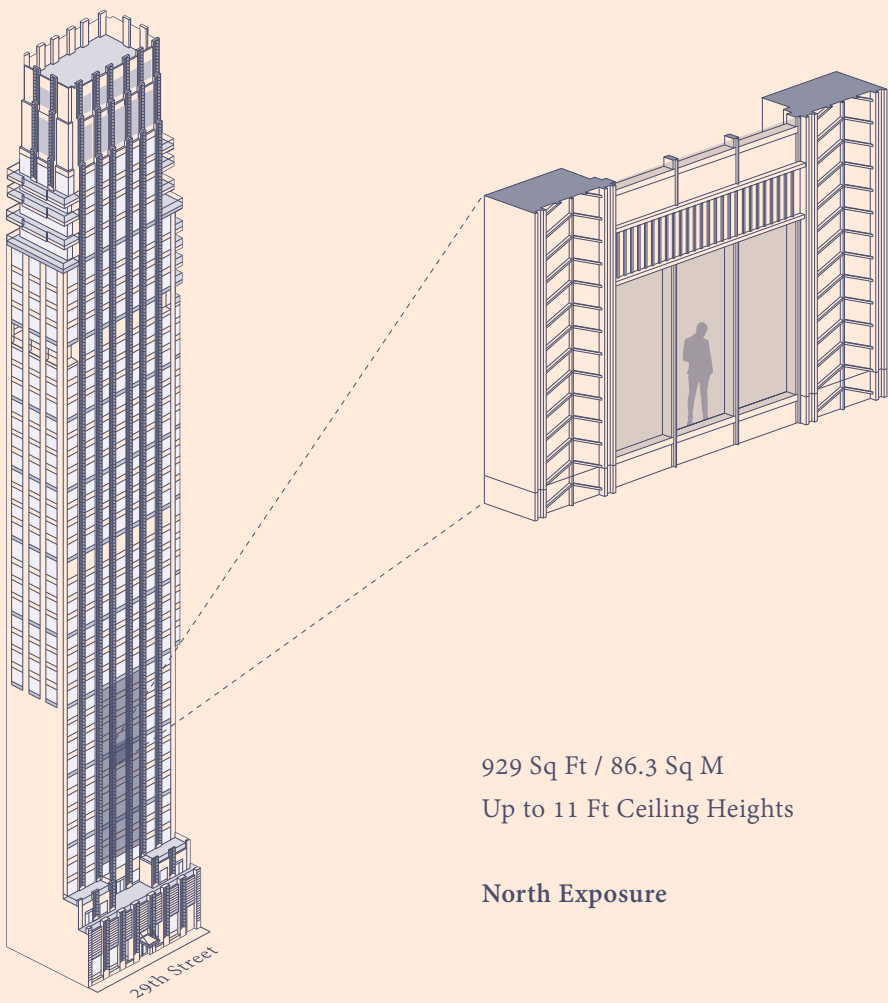 929 Sq Ft / 86.3 Sq M
Up to 11 Ft Ceiling Heights
North Exposure
29th Street